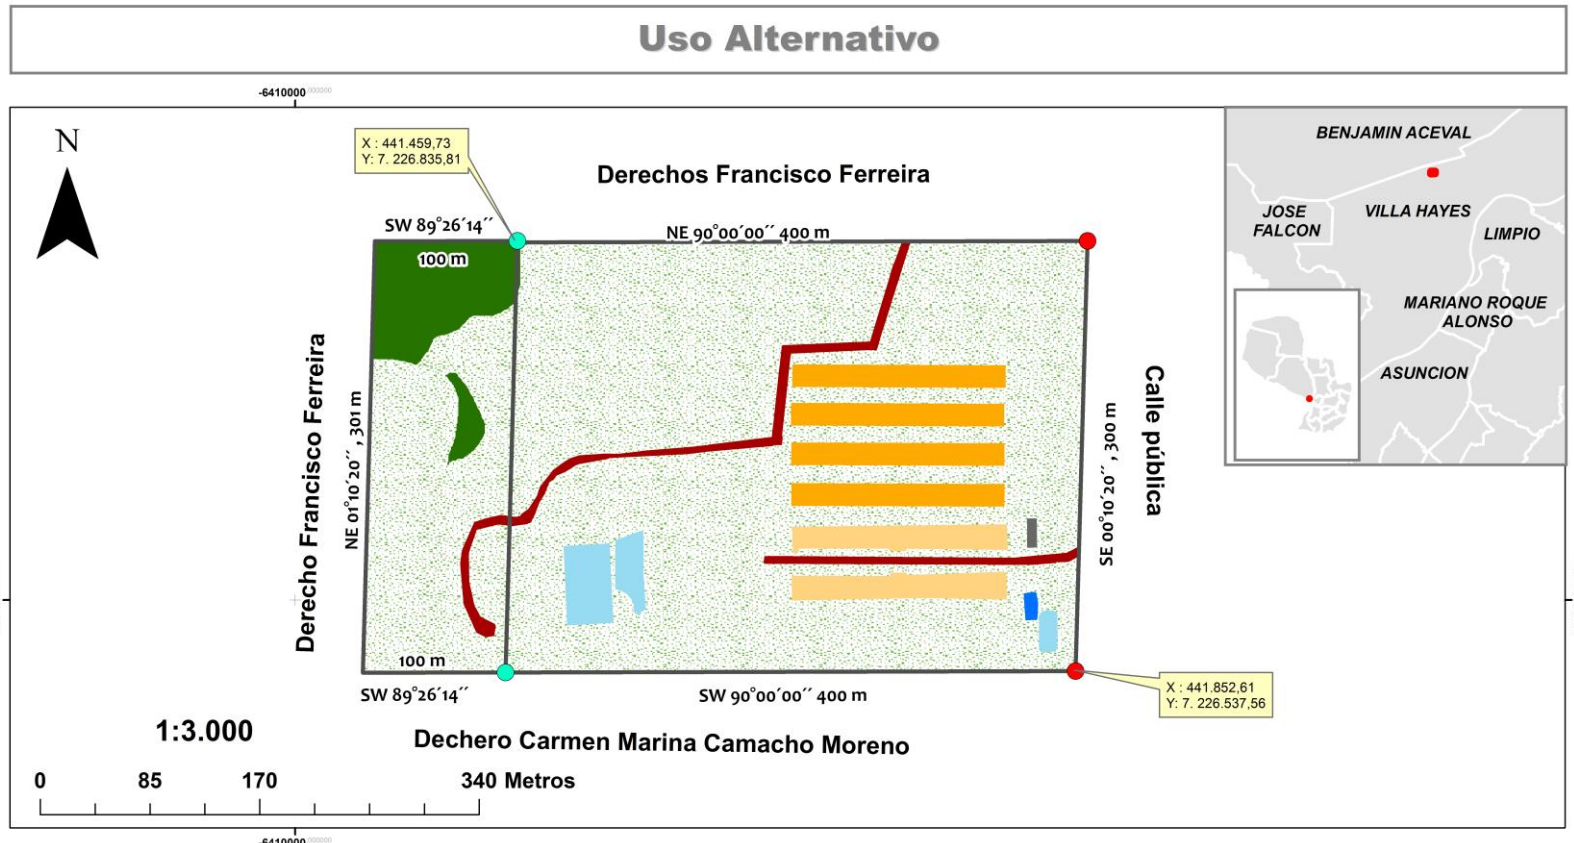 Uso Alternativo
-6410000,000000
N
X : 441.459,73
Y: 7. 226.835,81
Derechos Francisco Ferreira
SW 89°26´14´´
NE 90°00´00´´ 400 m
100 m
Derecho Francisco Ferreira
NE 01°10´20´´ , 301 m
SE 00°10´20´´ , 300 m
Calle pública
100 m
SW 89°26´14´´
SW 90°00´00´´ 400 m
X : 441.852,61
Y: 7. 226.537,56
Dechero Carmen Marina Camacho Moreno
1:3.000
0 85 170 340 Metros
-6410000,000000
BENJAMIN ACEVAL
JOSE
FALCON
VILLA HAYES
LIMPIO
MARIANO ROQUE
ALONSO
ASUNCION